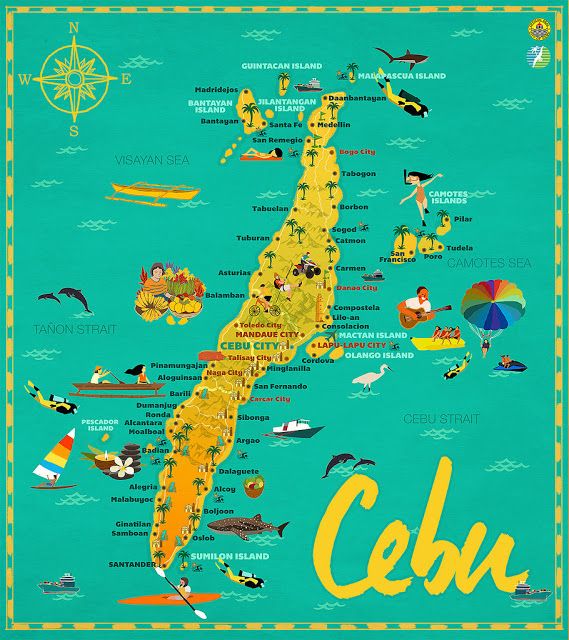 N
W
E
S
GUINTACAN ISLAND
MALAPASCUA ISLAND
Madridejos
BANTAYAN
ISLAND
JILANTANGAN
ISLAND
Daanbantayan
Bantayan
Santa Fé
Medellin
San Remegio
Bogo City
VISAYAN SEA
Tabogon
CAMOTES
ISLANDS
Tabuelan
Borbon
Pilar
Sogod
Tuburan
Catmon
San
Francisco
Poro
Tudela
CAMOTES SEA
Asturias
Carmen
Danao City
Balamban
Compostela
Lilo-an
TAÑON STRAIT
Toledo City
Consolacion
MANDAUE CITY
MACTAN ISLAND
CEBU CITY
LAPU-LAPU CITY
OLANGO ISLAND
Talisay City
Cordova
Pinamungajan
Minglanilla
Naga City
Aloguinsan
San Fernando
Barili
Carcar City
Dumanjug
Ronda
Sibonga
CEBU STRAIT
Alcantara
PESCADOR
ISLAND
Moalboal
Argao
Badian
Dalaguete
Alegria
Alcoy
Malabuyoc
Boljoon
Ginatilan
Samboan
Oslob
SUMILON ISLAND
SANTANDER
Cebu